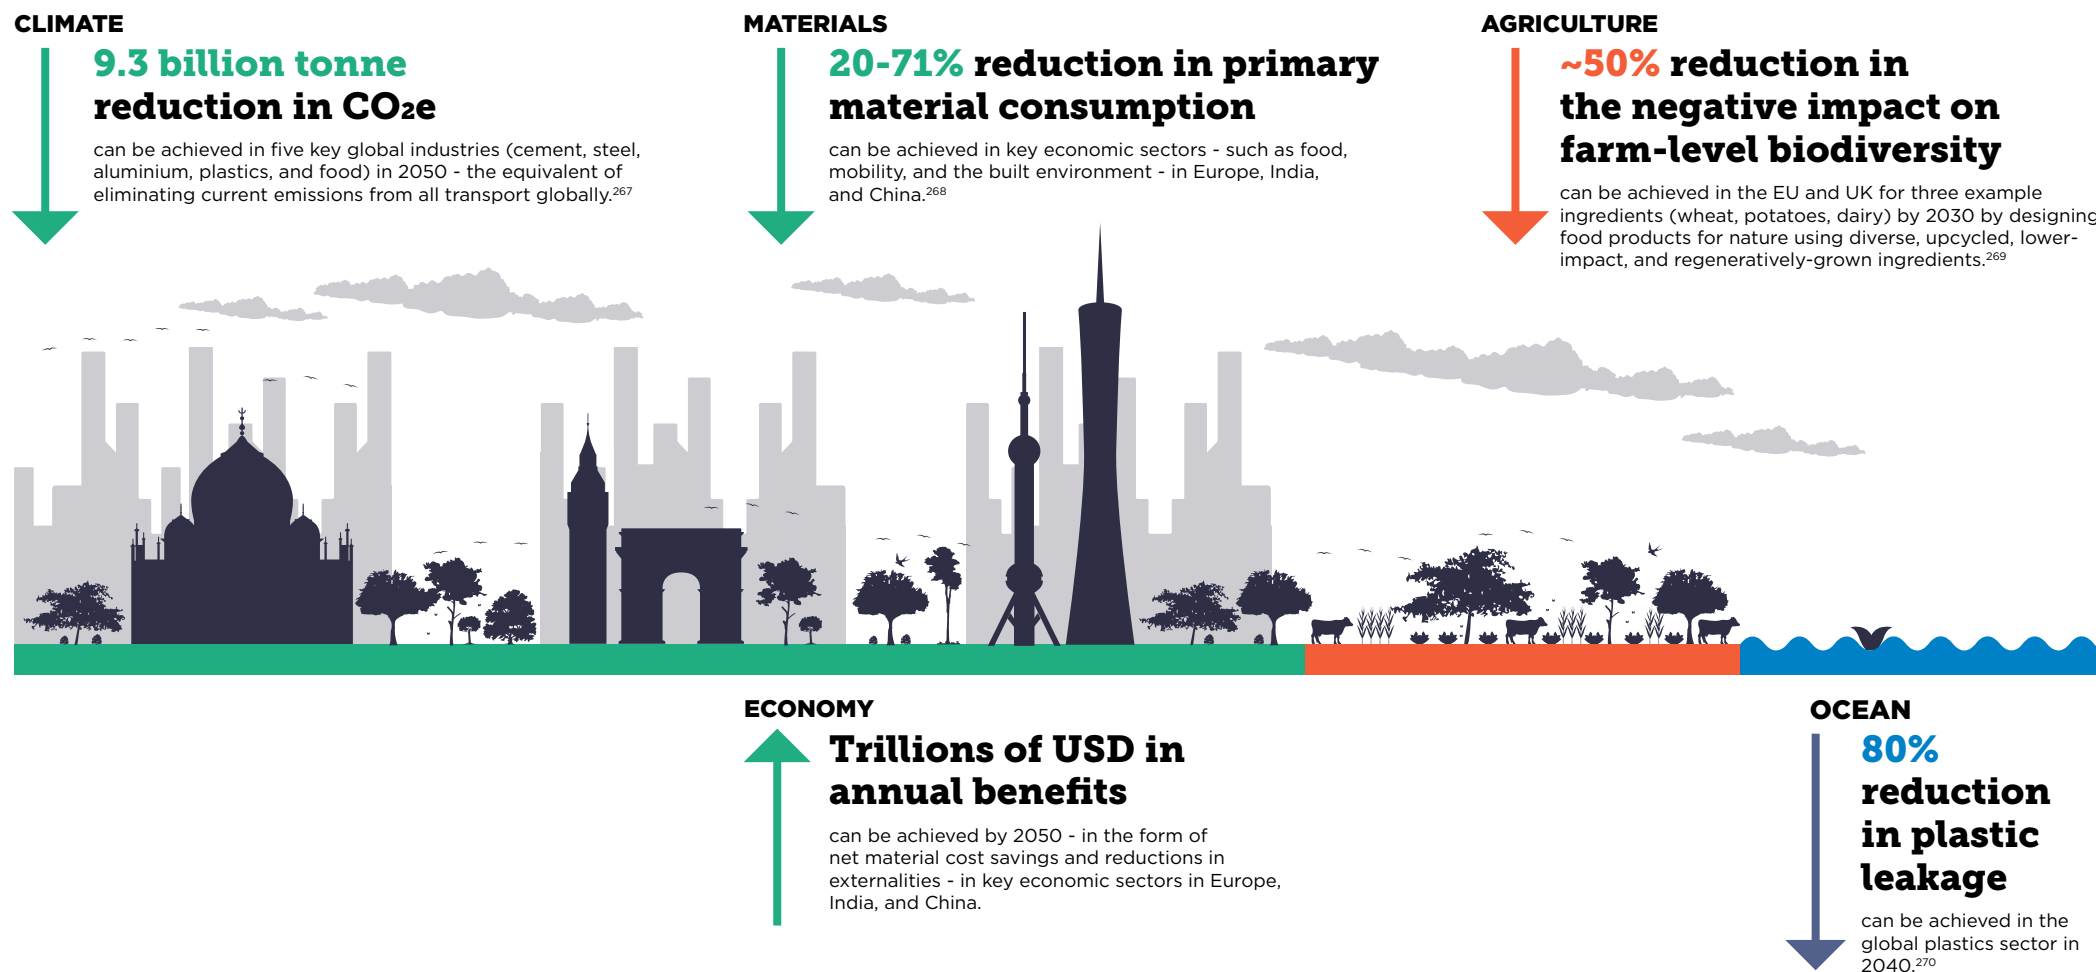 CLIMATE
9.3 billion tonne
reduction in CO₂e
can be achieved in five key global industries (cement, steel,
aluminium, plastics, and food) in 2050 - the equivalent of
eliminating current emissions from all transport globally.²⁶⁷
MATERIALS
20-71% reduction in primary
material consumption
can be achieved in key economic sectors - such as food,
mobility, and the built environment - in Europe, India,
and China.²⁶⁸
AGRICULTURE
~50% reduction in
the negative impact on
farm-level biodiversity
can be achieved in the EU and UK for three example
ingredients (wheat, potatoes, dairy) by 2030 by designing
food products for nature using diverse, upcycled, lower-
impact, and regeneratively-grown ingredients.²⁶⁹
ECONOMY
Trillions of USD in
annual benefits
can be achieved by 2050 - in the form of
net material cost savings and reductions in
externalities - in key economic sectors in Europe,
India, and China.
OCEAN
80%
reduction
in plastic
leakage
can be achieved in the
global plastics sector in
2040.²⁷⁰